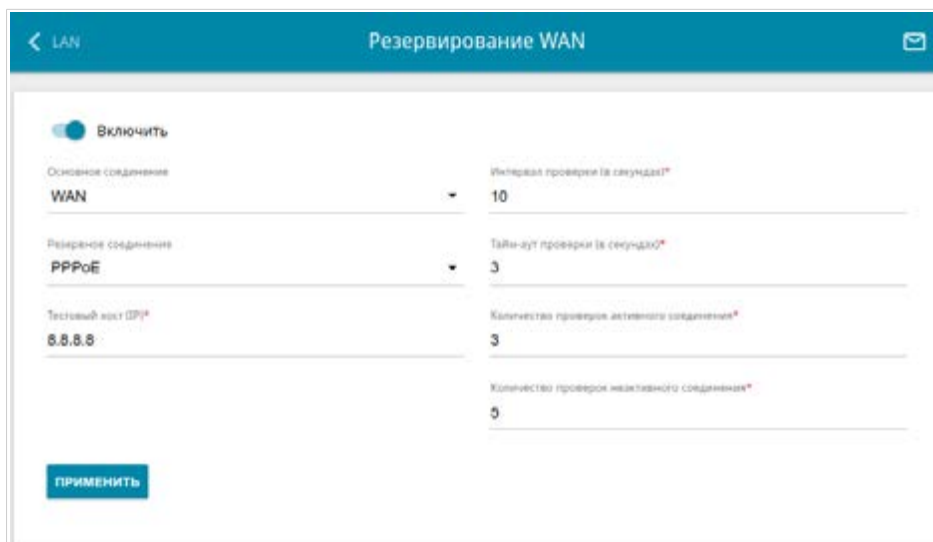 LAN
Резервирование WAN
Включить
Основное соединение
WAN
Интервал проверки (в секундах)*
10
Резервное соединение
PPPoE
Тайм-аут проверки (в секундах)*
3
Тестовый хост (IP)*
8.8.8.8
Количество проверок активного соединения*
3
Количество проверок неактивного соединения*
5
ПРИМЕНИТЬ